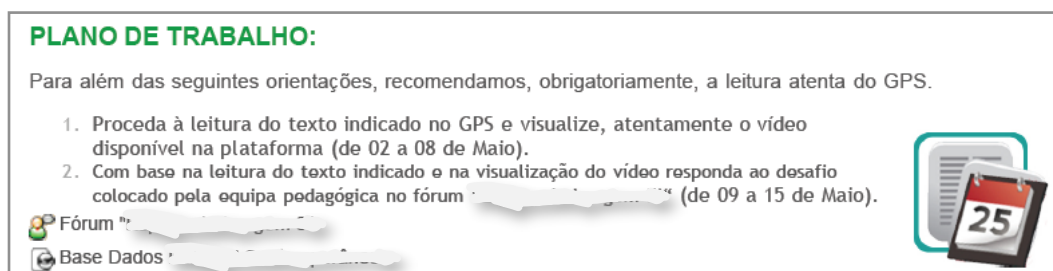 PLANO DE TRABALHO:
Para além das seguintes orientações, recomendamos, obrigatoriamente, a leitura atenta do GPS.
1. Proceda à leitura do texto indicado no GPS e visualize, atentamente o vídeo
disponível na plataforma (de 02 a 08 de Maio).
2. Com base na leitura do texto indicado e na visualização do vídeo responda ao desafio
colocado pela equipa pedagógica no fórum " “ (de 09 a 15 de Maio).
25
Fórum "
Base Dados